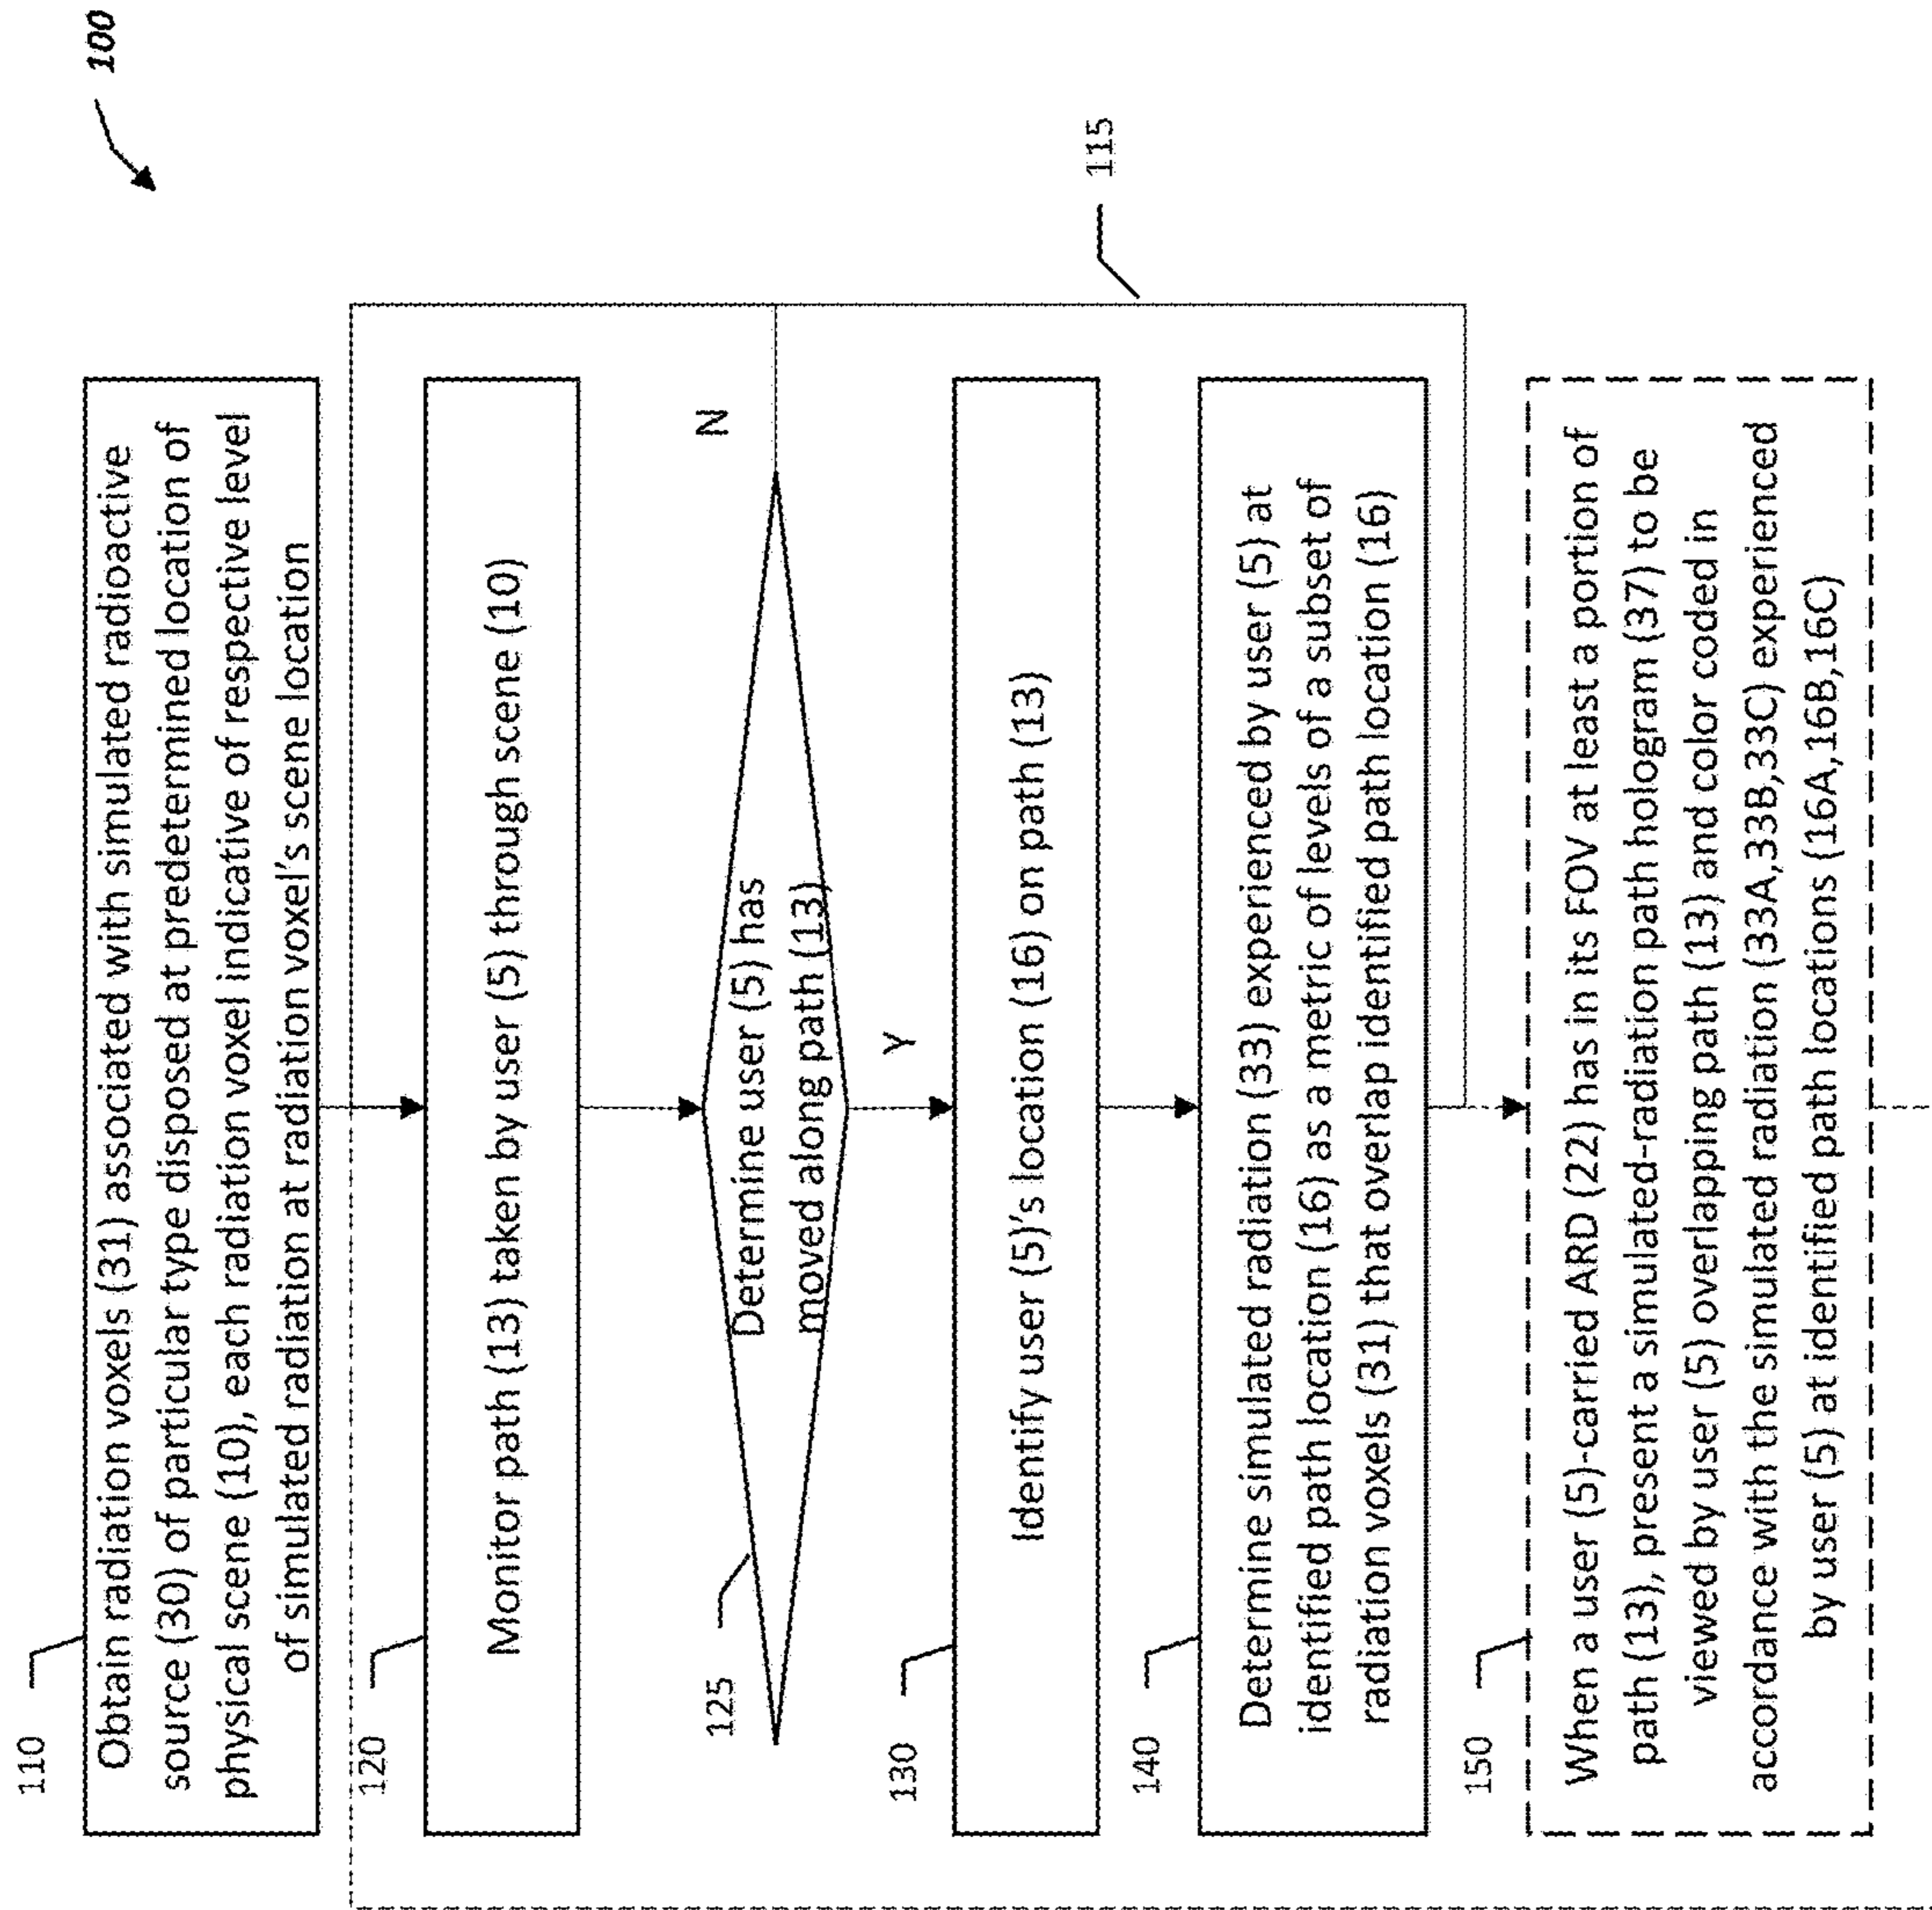 100
110
Obtain radiation voxels (31) associated with simulated radioactive
source (30) of particular type disposed at predetermined location of
physical scene (10), each radiation voxel indicative of respective level
of simulated radiation at radiation voxel's scene location
115
120
Monitor path (13) taken by user (5) through scene (10)
125
Determine user (5) has
moved along path (13)
N
Y
130
Identify user (5)'s location (16) on path (13)
140
Determine simulated radiation (33) experienced by user (5) at
identified path location (16) as a metric of levels of a subset of
radiation voxels (31) that overlap identified path location (16)
150
When a user (5)-carried ARD (22) has in its FOV at least a portion of
path (13), present a simulated-radiation path hologram (37) to be
viewed by user (5) overlapping path (13) and color coded in
accordance with the simulated radiation (33A,33B,33C) experienced
by user (5) at identified path locations (16A,16B,16C)